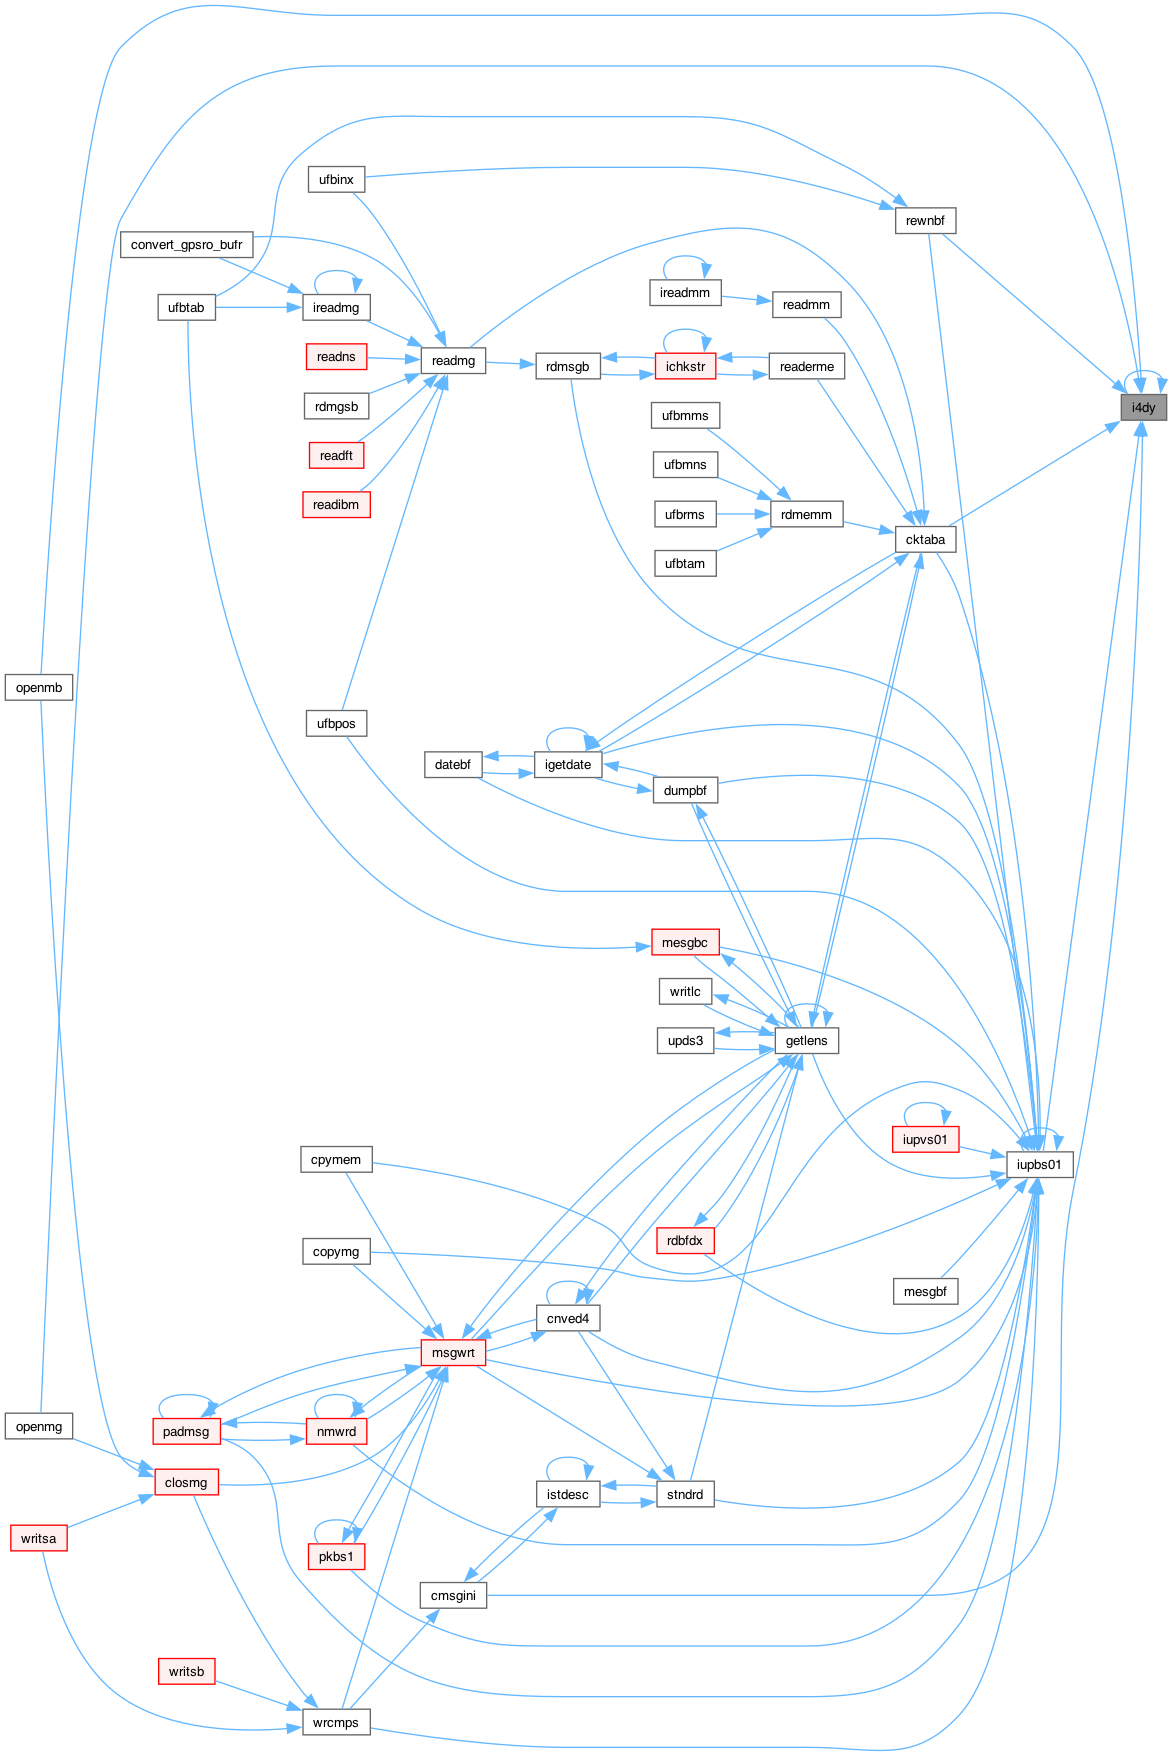 ufbinx
rewnbf
convert_gpsro_bufr
ufbtab
ireadmg
ireadmm
readmm
readns
readmg
rdmsgb
ichkstr
readerme
rdmgsb
i4dy
ufbmms
readft
ufbmns
readibm
ufbrms
rdmemm
cktaba
ufbtam
openmb
ufbpos
datebf
igetdate
dumpbf
mesgbc
writlc
upds3
getlens
iupvs01
cpymem
iupbs01
rdbfdx
copymg
mesgbf
cnved4
msgwrt
openmg
padmsg
nmwrd
closmg
istdesc
stndrd
writsa
pkbs1
cmsgini
writsb
wrcmps